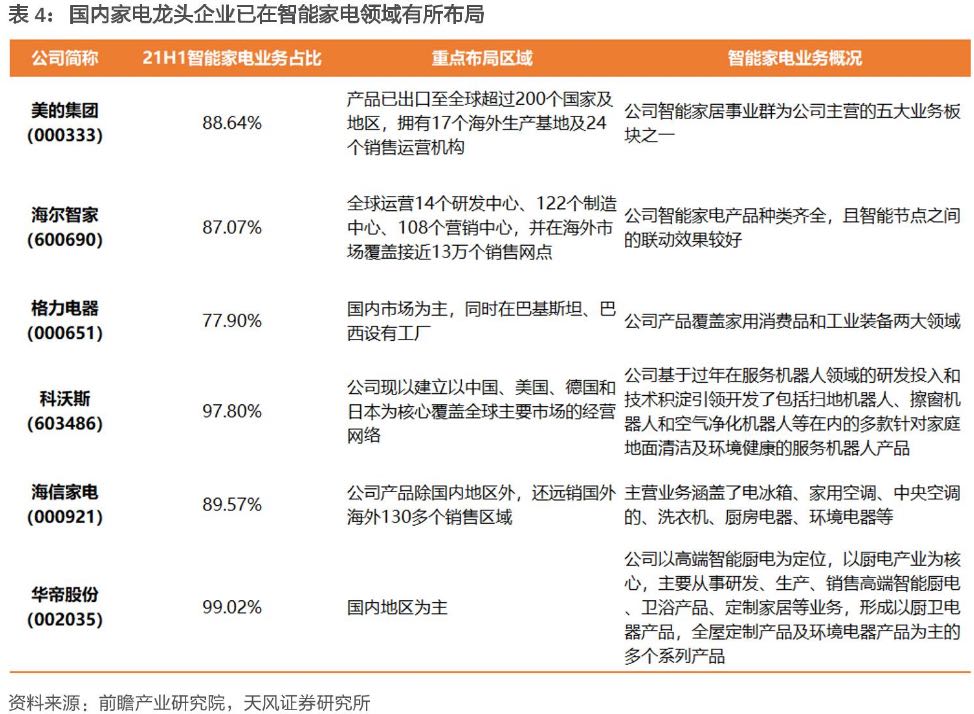 表 4：国内家电龙头企业已在智能家电领域有所布局
公司简称 21H1智能家电业务占比 重点布局区域 智能家电业务概况
美的集团
(000333)
88.64%
产品已出口至全球超过200个国家及
地区，拥有17个海外生产基地及24
个销售运营机构
公司智能家居事业群为公司主营的五大业务板
块之一
海尔智家
(600690)
87.07%
全球运营14个研发中心、122个制造
中心、108个营销中心，并在海外市
场覆盖接近13万个销售网点
公司智能家电产品种类齐全，且智能节点之间
的联动效果较好
格力电器
(000651)
77.90%
国内市场为主，同时在巴基斯坦、巴
西设有工厂
公司产品覆盖家用消费品和工业装备两大领域
科沃斯
(603486)
97.80%
公司现以建立以中国、美国、德国和
日本为核心覆盖全球主要市场的经营
网络
公司基于过年在服务机器人领域的研发投入和
技术积淀引领开发了包括扫地机器人、擦窗机
器人和空气净化机器人等在内的多款针对家庭
地面清洁及环境健康的服务机器人产品
海信家电
(000921)
89.57%
公司产品除国内地区外，还远销国外
海外130多个销售区域
主营业务涵盖了电冰箱、家用空调、中央空调
的、洗衣机、厨房电器、环境电器等
华帝股份
(002035)
99.02%
国内地区为主
公司以高端智能厨电为定位，以厨电产业为核
心，主要从事研发、生产、销售高端智能厨电
、卫浴产品、定制家居等业务，形成以厨卫电
器产品，全屋定制产品及环境电器产品为主的
多个系列产品
资料来源：前瞻产业研究院，天风证券研究所